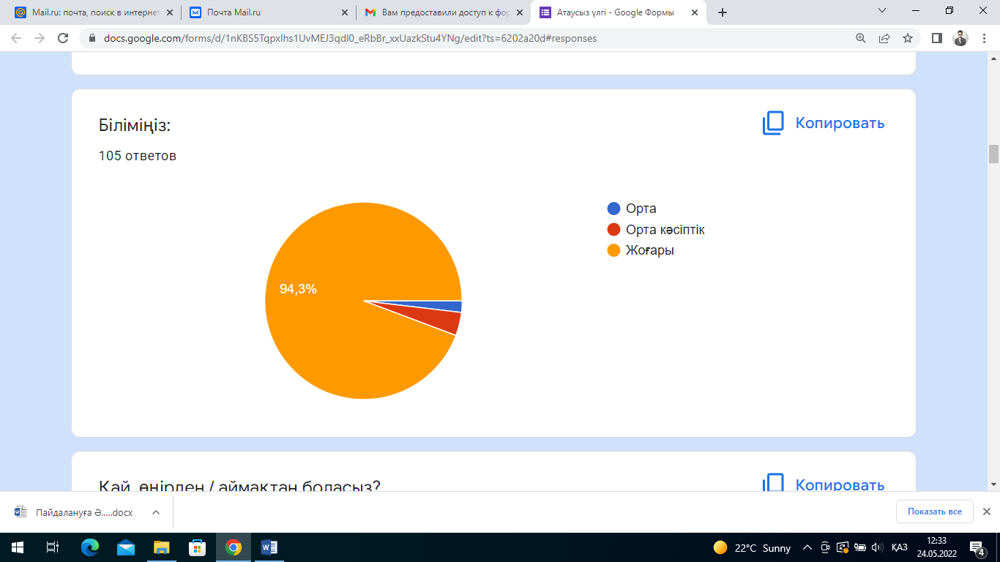 Mail.ru: почта, поиск в интернет
Почта Mail.ru
Вам предоставили доступ к фор
Атаусыз үлгі - Google Формы
docs.google.com/forms/d/1nKBS5Tqpxlhs1UvMEJ3qdl0_eRbBr_xxUazkStu4YNg/edit?ts=6202a20d#responses
Біліміңіз:
Копировать
105 ответов
94,3%
Орта
Орта кәсіптік
Жоғары
Қай өңірден / аймақтан боласыз?
Копировать
Пайдалануға Ә.....docx
Показать все
22°C Sunny
ҚАЗ
12:33
24.05.2022
4